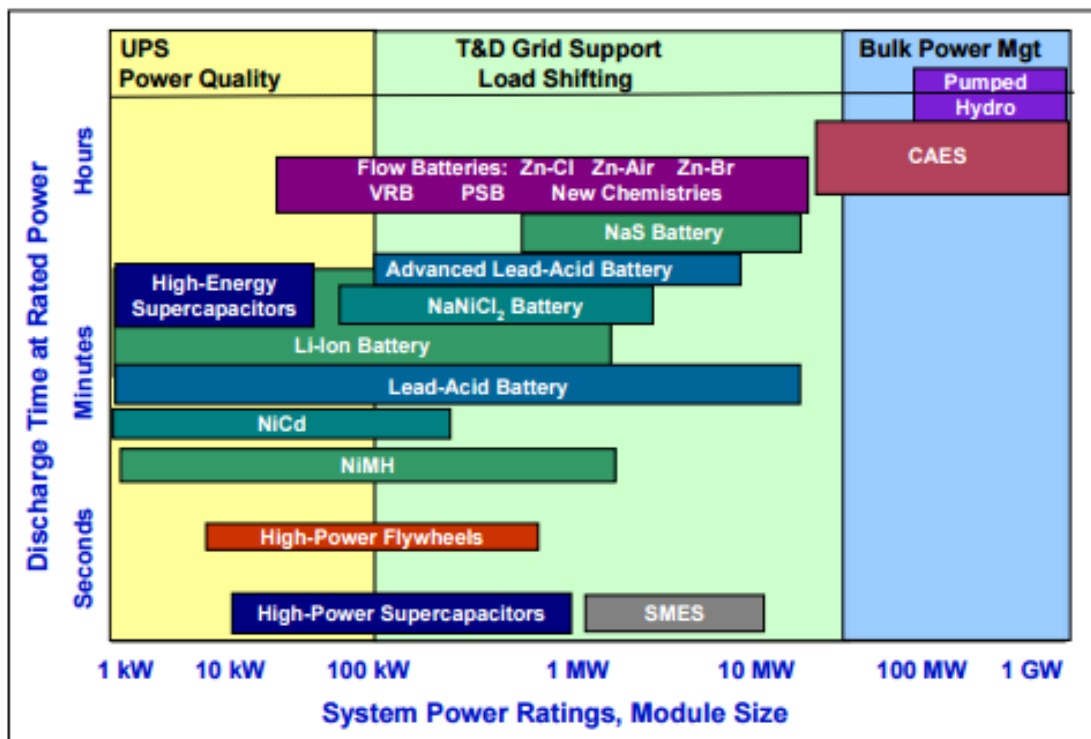 UPS
Power Quality
T&D Grid Support
Load Shifting
Bulk Power Mgt
Pumped
Hydro
CAES
Flow Batteries: Zn-Cl Zn-Air Zn-Br
VRB PSB New Chemistries
NaS Battery
Advanced Lead-Acid Battery
High-Energy
Supercapacitors
NaNiCl₂ Battery
Li-Ion Battery
Lead-Acid Battery
NiCd
NiMH
High-Power Flywheels
High-Power Supercapacitors
SMES
Discharge Time at Rated Power
Hours
Minutes
Seconds
1 kW 10 kW 100 kW 1 MW 10 MW 100 MW 1 GW
System Power Ratings, Module Size